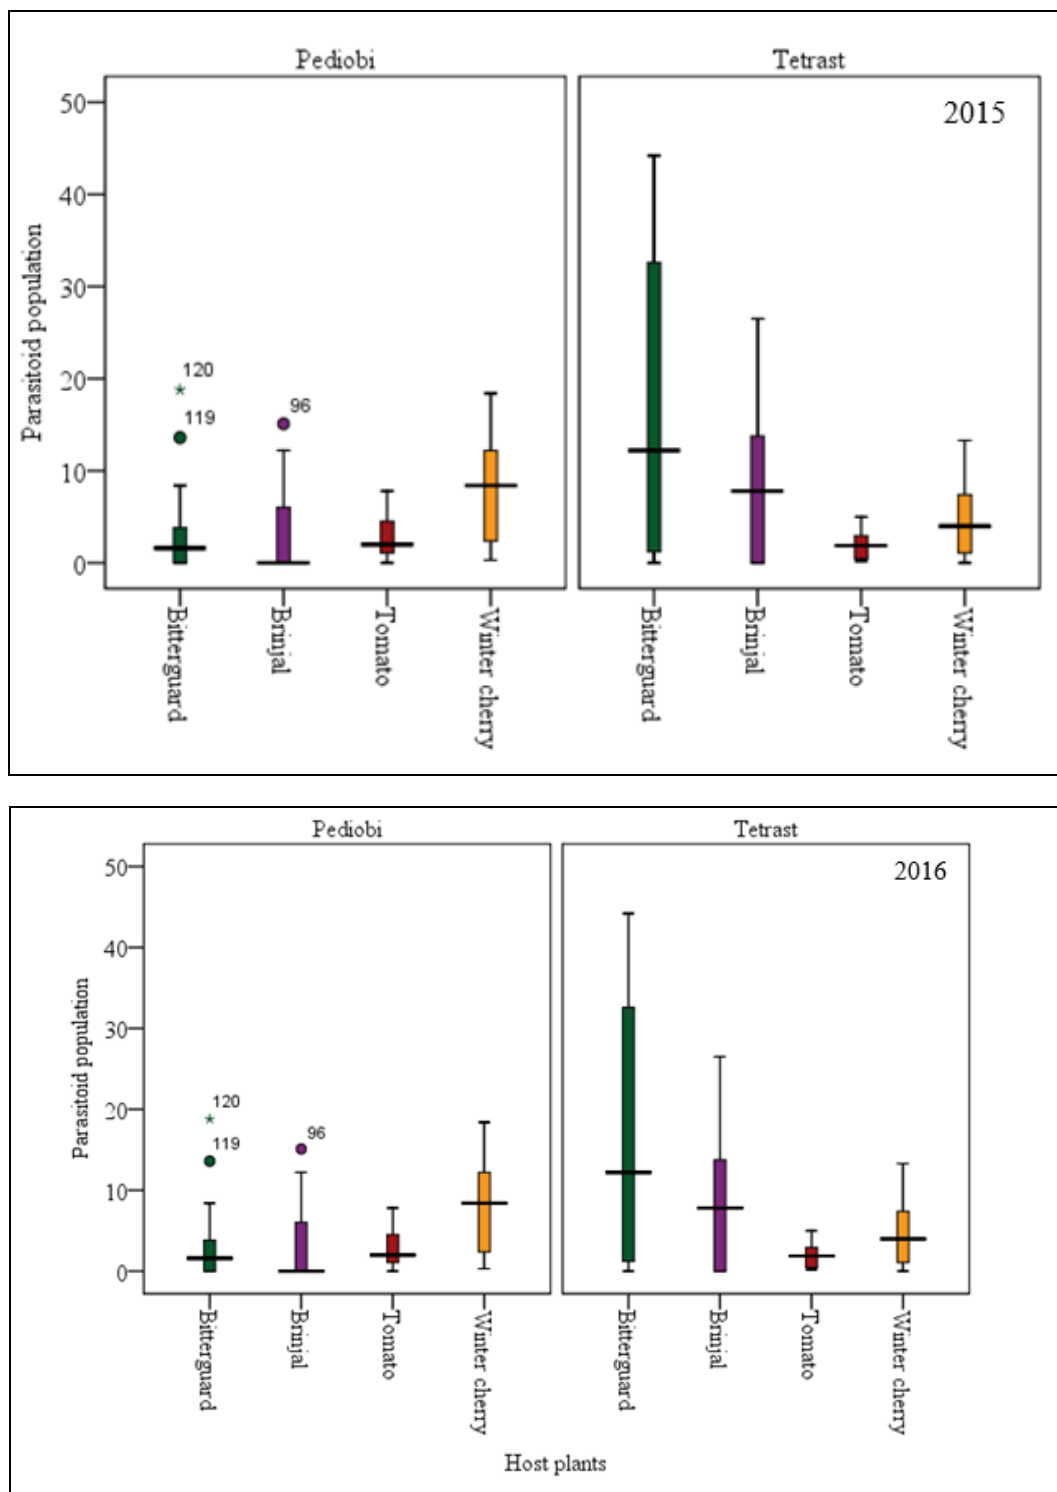 Pediobi Tetrast
2015
50
40
30
20
10
0
Parasitoid population
120
119
96
Bitterguard
Brinjal
Tomato
Winter cherry
Bitterguard
Brinjal
Tomato
Winter cherry
Pediobi Tetrast
2016
50
40
30
20
10
0
Parasitoid population
120
119
96
Bitterguard
Brinjal
Tomato
Winter cherry
Bitterguard
Brinjal
Tomato
Winter cherry
Host plants